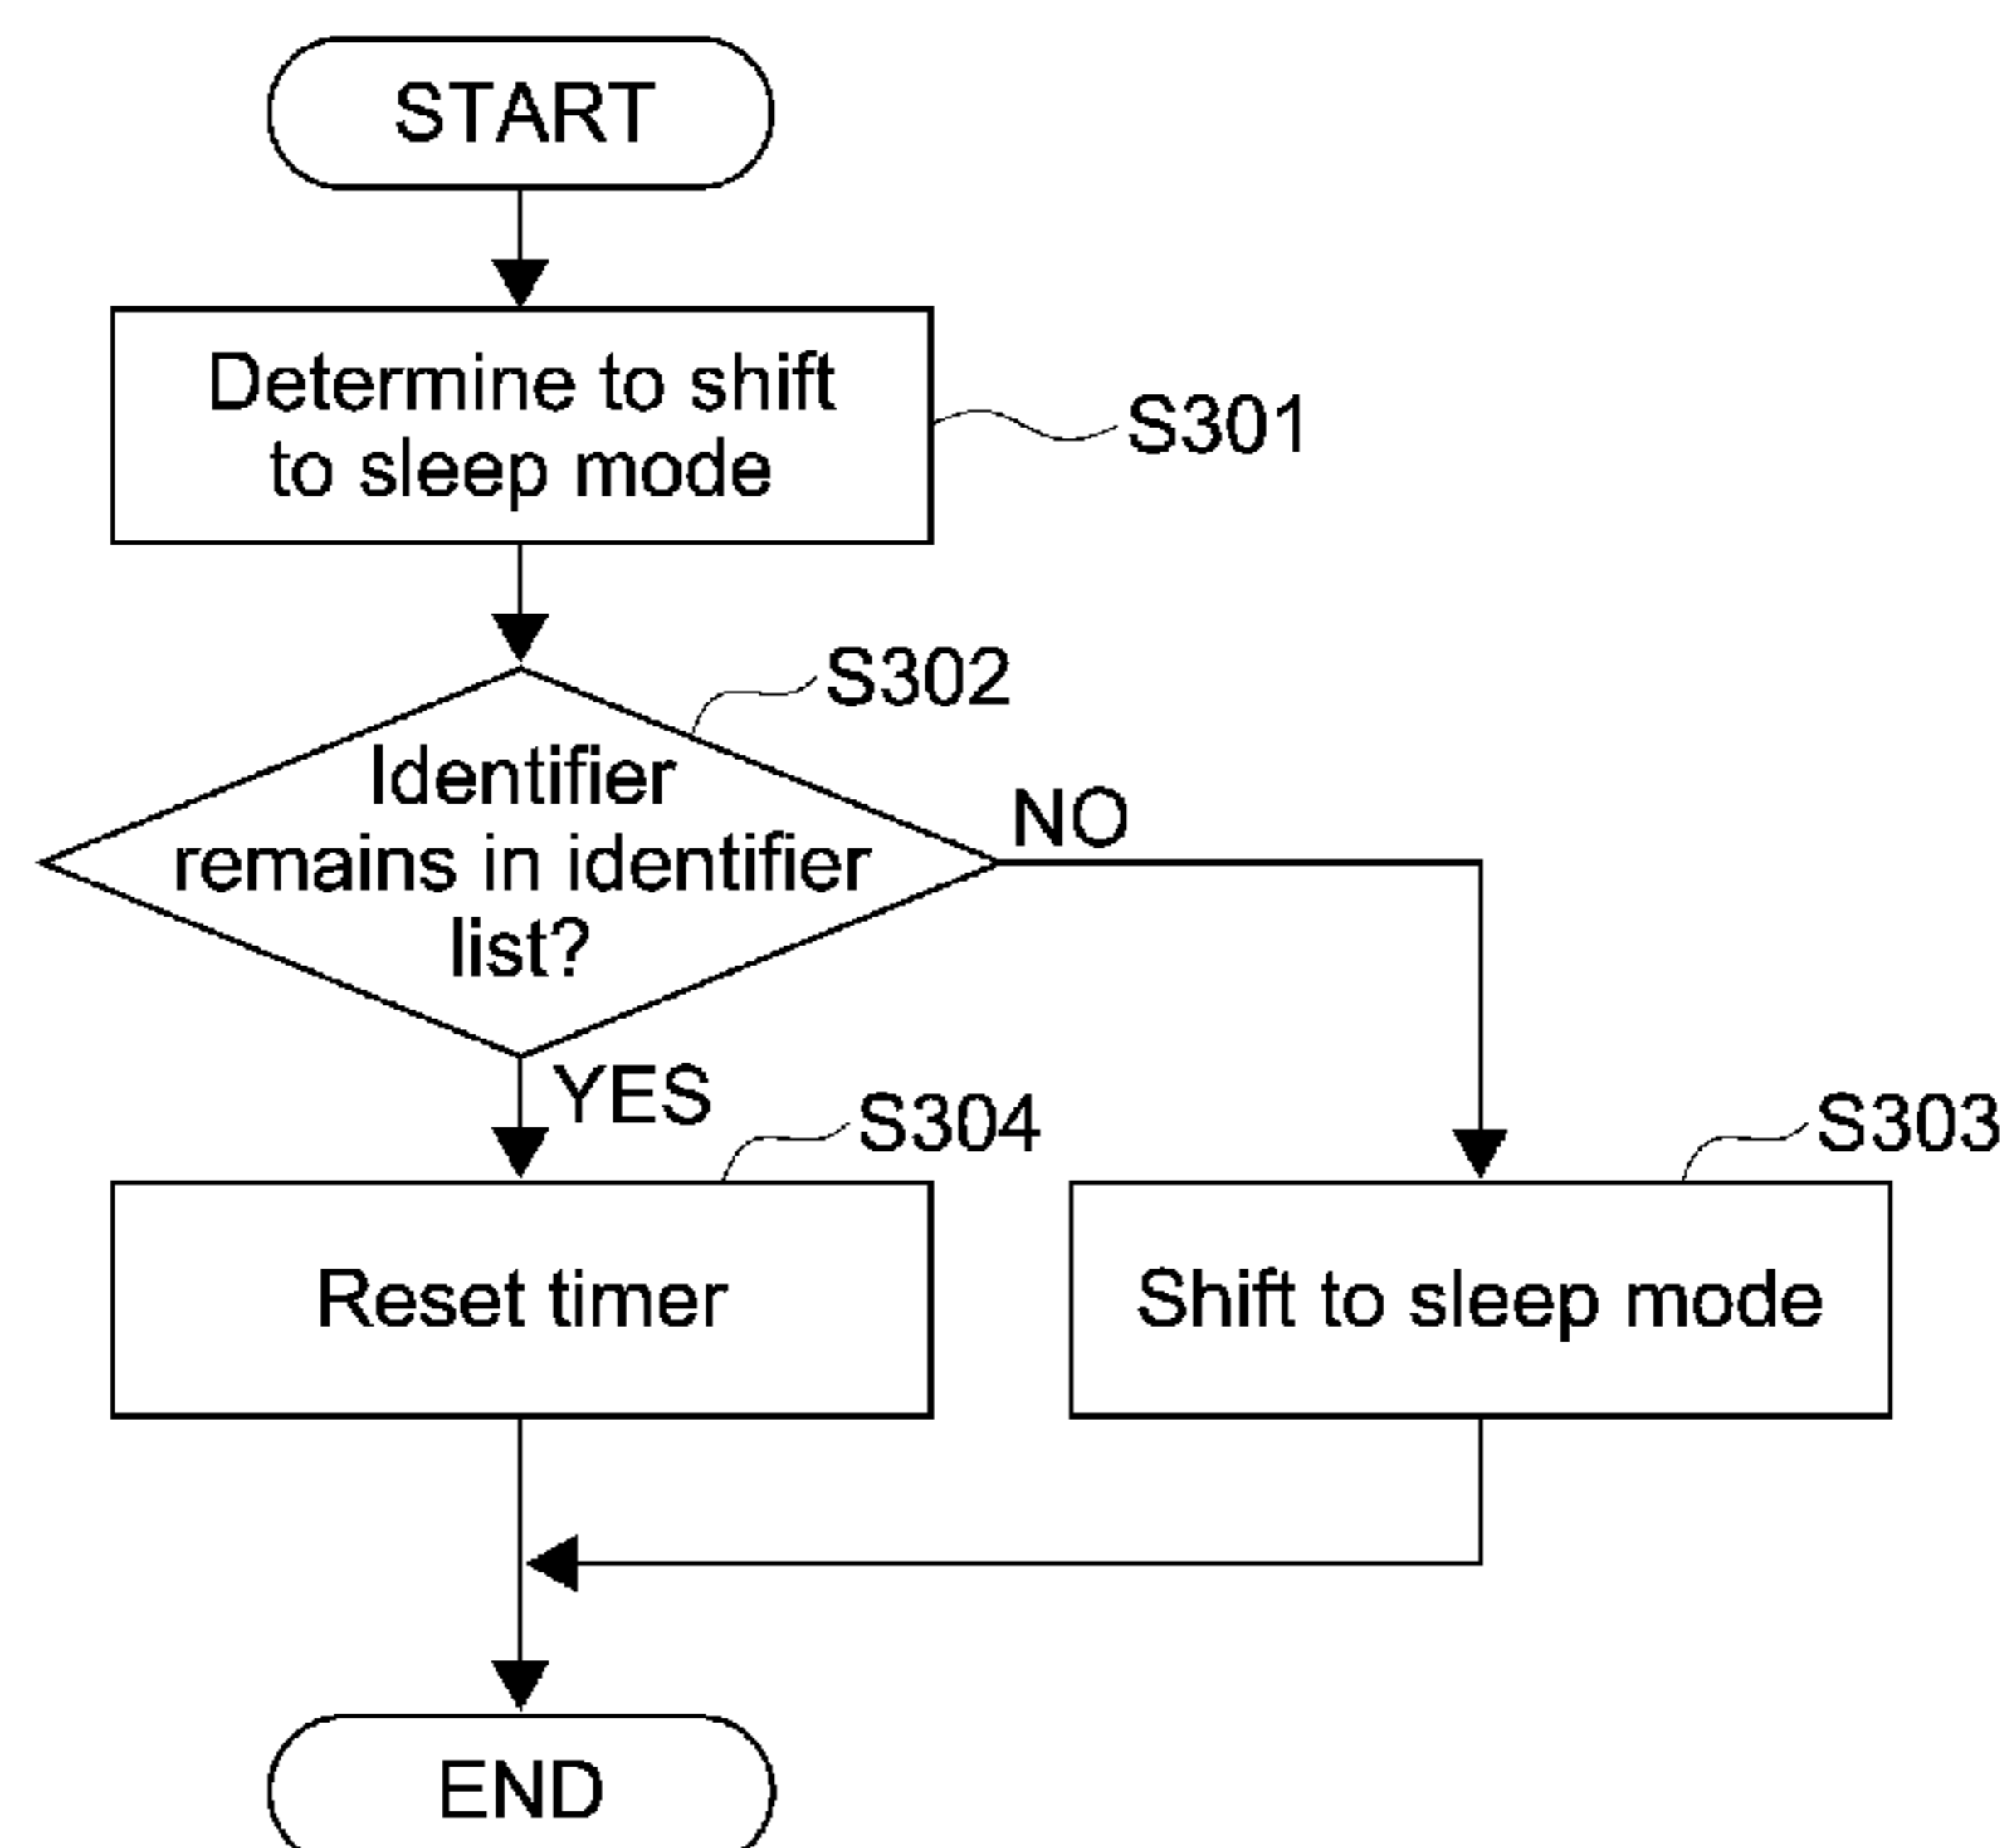 START
Determine to shift
to sleep mode
S301
S302
Identifier
remains in identifier
list?
NO
YES
S304
S303
Reset timer
Shift to sleep mode
END